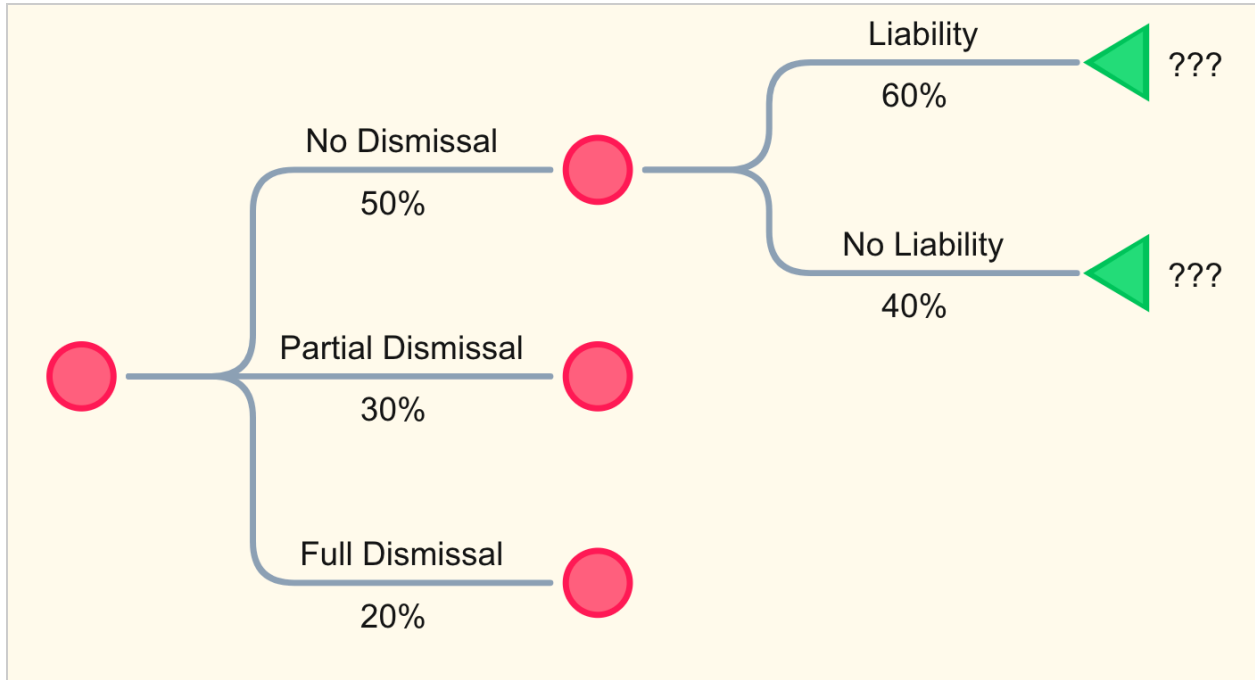 Liability
60%
???
No Dismissal
50%
No Liability
40%
???
Partial Dismissal
30%
Full Dismissal
20%